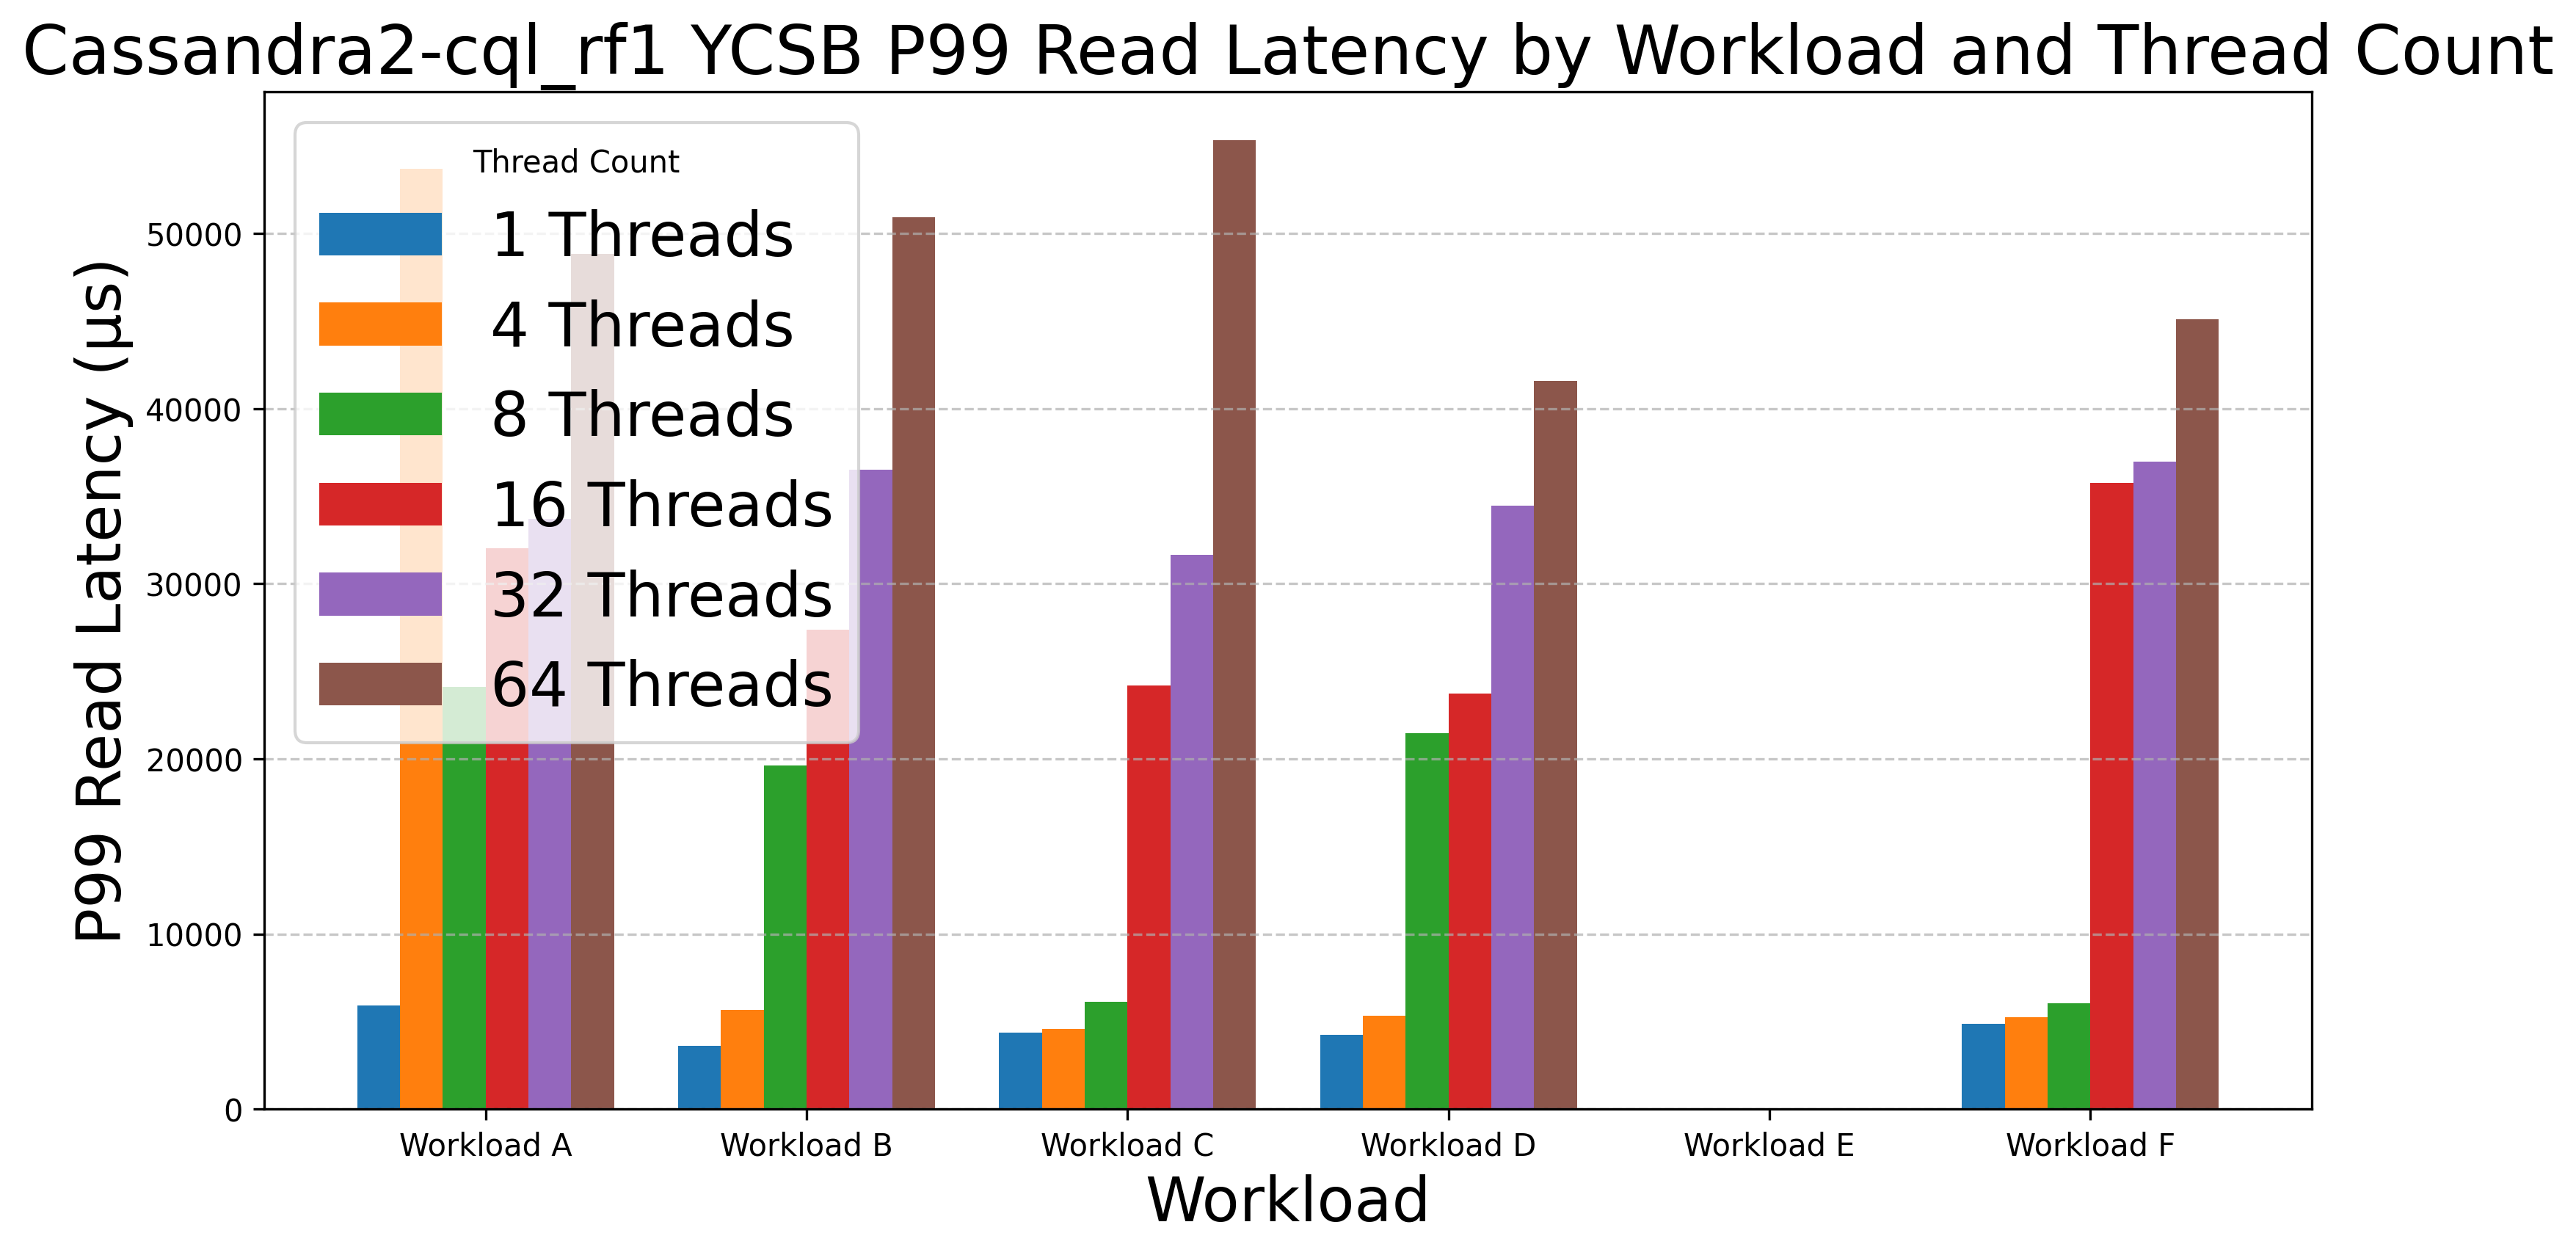 Cassandra2-cql_rf1 YCSB P99 Read Latency by Workload and Thread Count
P99 Read Latency (µs)
50000
40000
30000
20000
10000
0
Thread Count
1 Threads
4 Threads
8 Threads
16 Threads
32 Threads
64 Threads
Workload A
Workload B
Workload C
Workload D
Workload E
Workload F
Workload